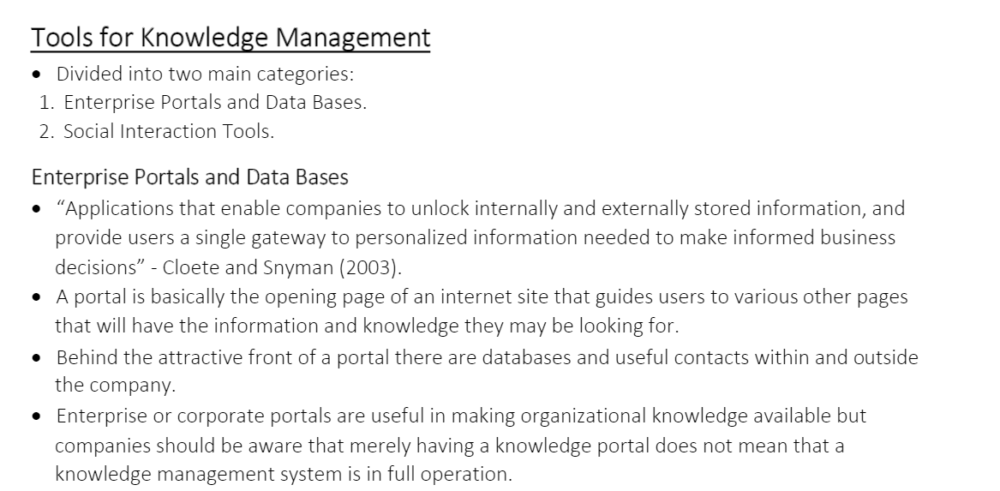 Tools for Knowledge Management
• Divided into two main categories:
1. Enterprise Portals and Data Bases.
2. Social Interaction Tools.
Enterprise Portals and Data Bases
• “Applications that enable companies to unlock internally and externally stored information, and
provide users a single gateway to personalized information needed to make informed business
decisions” - Cloete and Snyman (2003).
• A portal is basically the opening page of an internet site that guides users to various other pages
that will have the information and knowledge they may be looking for.
• Behind the attractive front of a portal there are databases and useful contacts within and outside
the company.
• Enterprise or corporate portals are useful in making organizational knowledge available but
companies should be aware that merely having a knowledge portal does not mean that a
knowledge management system is in full operation.